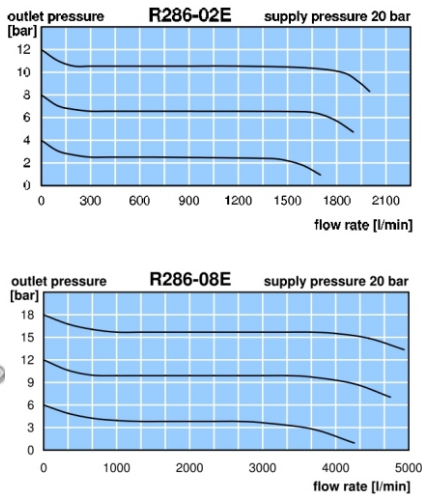 outlet pressure R286-02E supply pressure 20 bar
[bar]
12
10
8
6
4
2
0
0 300 600 900 1200 1500 1800 2100
flow rate [l/min]
outlet pressure R286-08E supply pressure 20 bar
[bar]
18
15
12
9
6
3
0
0 1000 2000 3000 4000 5000
flow rate [l/min]